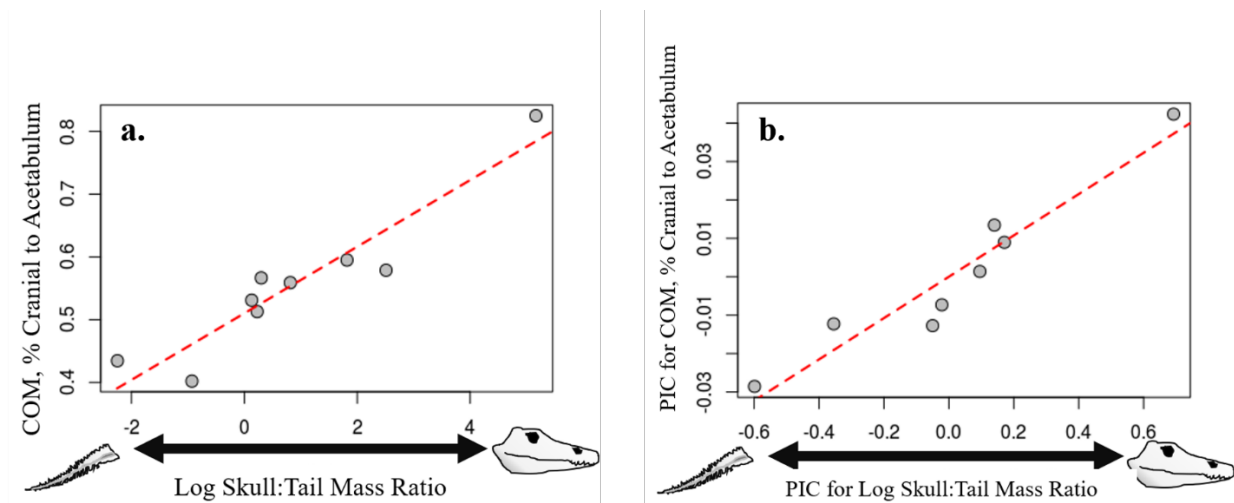 a.
COM, % Cranial to Acetabulum
0.8
0.7
0.6
0.5
0.4
-2 0 2 4
Log Skull:Tail Mass Ratio
b.
PIC for COM, % Cranial to Acetabulum
0.03
0.01
-0.01
-0.03
-0.6 -0.2 0.0 0.2 0.4 0.6
PIC for Log Skull:Tail Mass Ratio